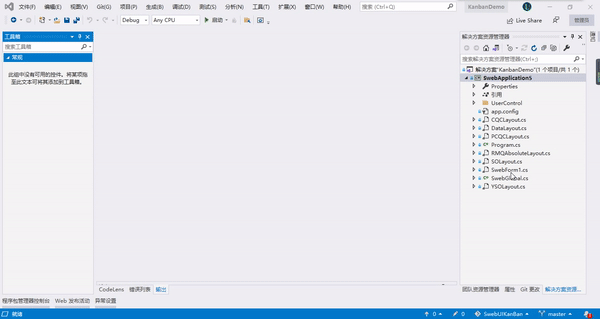 文件(F) 编辑(E) 视图(V) Git(G) 项目(P) 生成(B) 调试(D) 测试(S) 分析(N) 工具(T) 扩展(X) 窗口(W) 帮助(H) 搜索 (Ctrl+Q) KanbanDemo
Debug Any CPU 启动 Live Share 管理员
工具箱
搜索工具箱
常规
此组中没有可用的控件。将某项拖
至此文本可将其添加到工具箱。
解决方案资源管理器
搜索解决方案资源管理器(Ctrl+;)
解决方案"KanbanDemo"(1 个项目/共 1 个)
SwebApplication5
Properties
引用
UserControl
app.config
CQCLayout.cs
DataLayout.cs
PCQCLayout.cs
Program.cs
RMQAbsoluteLayout.cs
SOLayout.cs
SwebForm1.cs
SwebGlobal.cs
YSOLayout.cs
CodeLens 错误列表 输出
团队资源管理器 属性 Git 更改 解决方案资源...
程序包管理器控制台 Web 发布活动 异常设置
就绪 0 0 SwebUIKanBan master